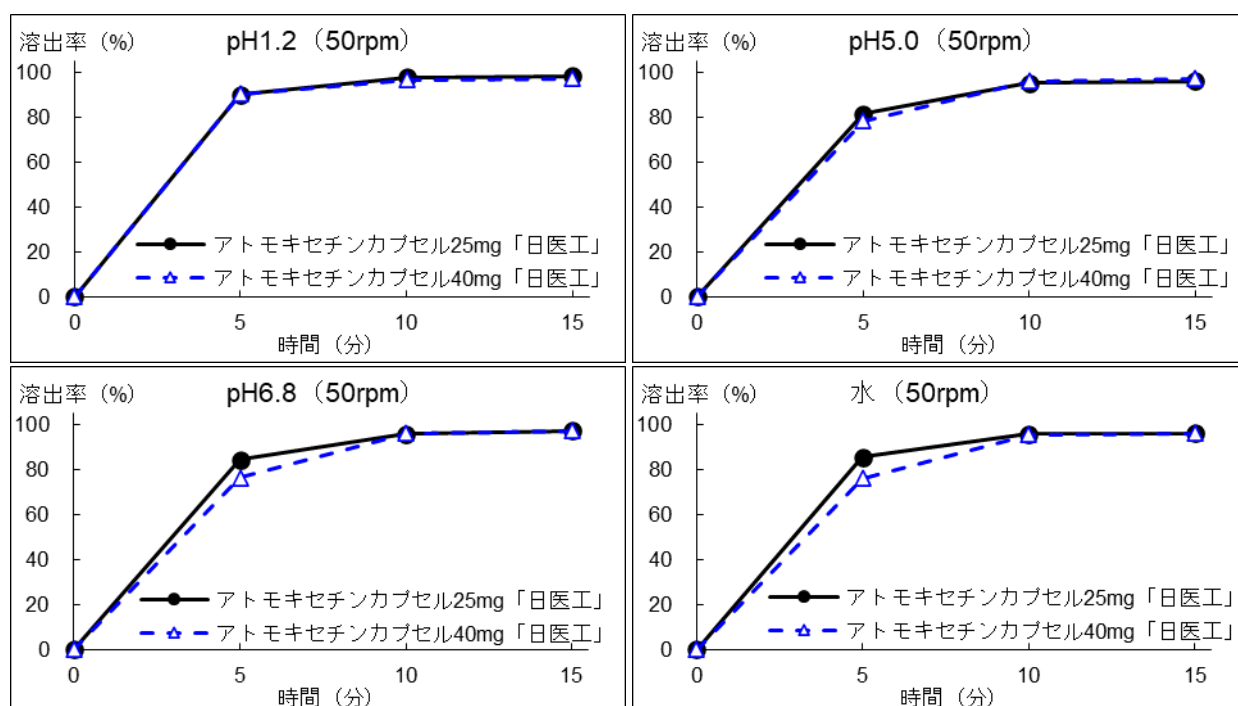 溶出率 (%)
pH1.2（50rpm）
100
80
60
40
20
0
アトモキセチンカプセル25mg「日医工」
アトモキセチンカプセル40mg「日医工」
0 5 10 15
時間（分）
溶出率 (%)
pH5.0（50rpm）
100
80
60
40
20
0
アトモキセチンカプセル25mg「日医工」
アトモキセチンカプセル40mg「日医工」
0 5 10 15
時間（分）
溶出率 (%)
pH6.8（50rpm）
100
80
60
40
20
0
アトモキセチンカプセル25mg「日医工」
アトモキセチンカプセル40mg「日医工」
0 5 10 15
時間（分）
溶出率 (%)
水（50rpm）
100
80
60
40
20
0
アトモキセチンカプセル25mg「日医工」
アトモキセチンカプセル40mg「日医工」
0 5 10 15
時間（分）